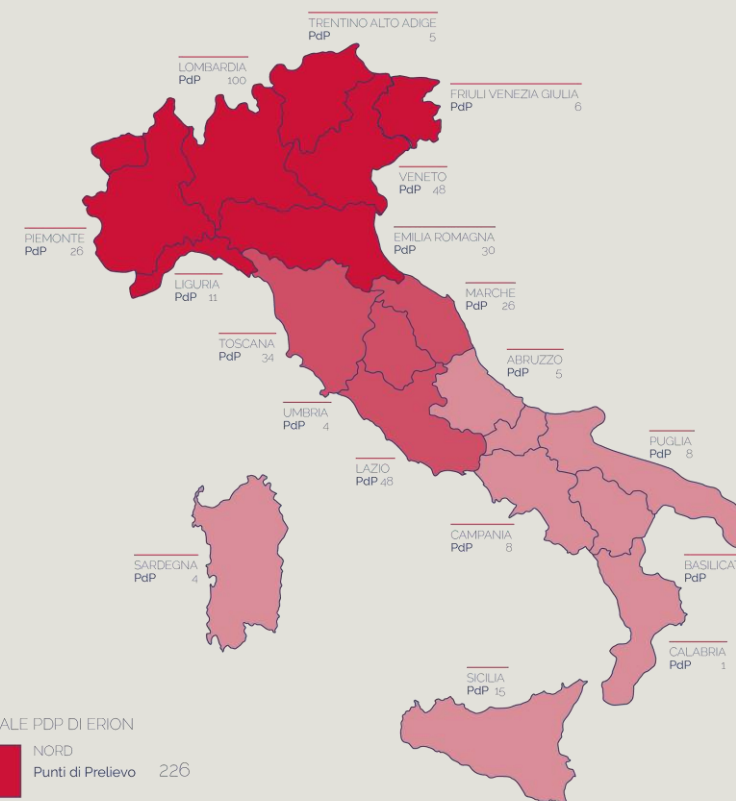 TRENTINO ALTO ADIGE
PdP 5
LOMBARDIA
PdP 100
FRIULI VENEZIA GIULIA
PdP 6
VENETO
PdP 48
PIEMONTE
PdP 26
EMILIA ROMAGNA
PdP 30
LIGURIA
PdP 11
MARCHE
PdP 26
TOSCANA
PdP 34
ABRUZZO
PdP 5
UMBRIA
PdP 4
PUGLIA
PdP 8
LAZIO
PdP 48
CAMPANIA
PdP 8
SARDEGNA
PdP 4
BASILICAT
PdP
CALABRIA
PdP 1
SICILIA
PdP 15
ALE PDP DI ERION
NORD
Punti di Prelievo 226